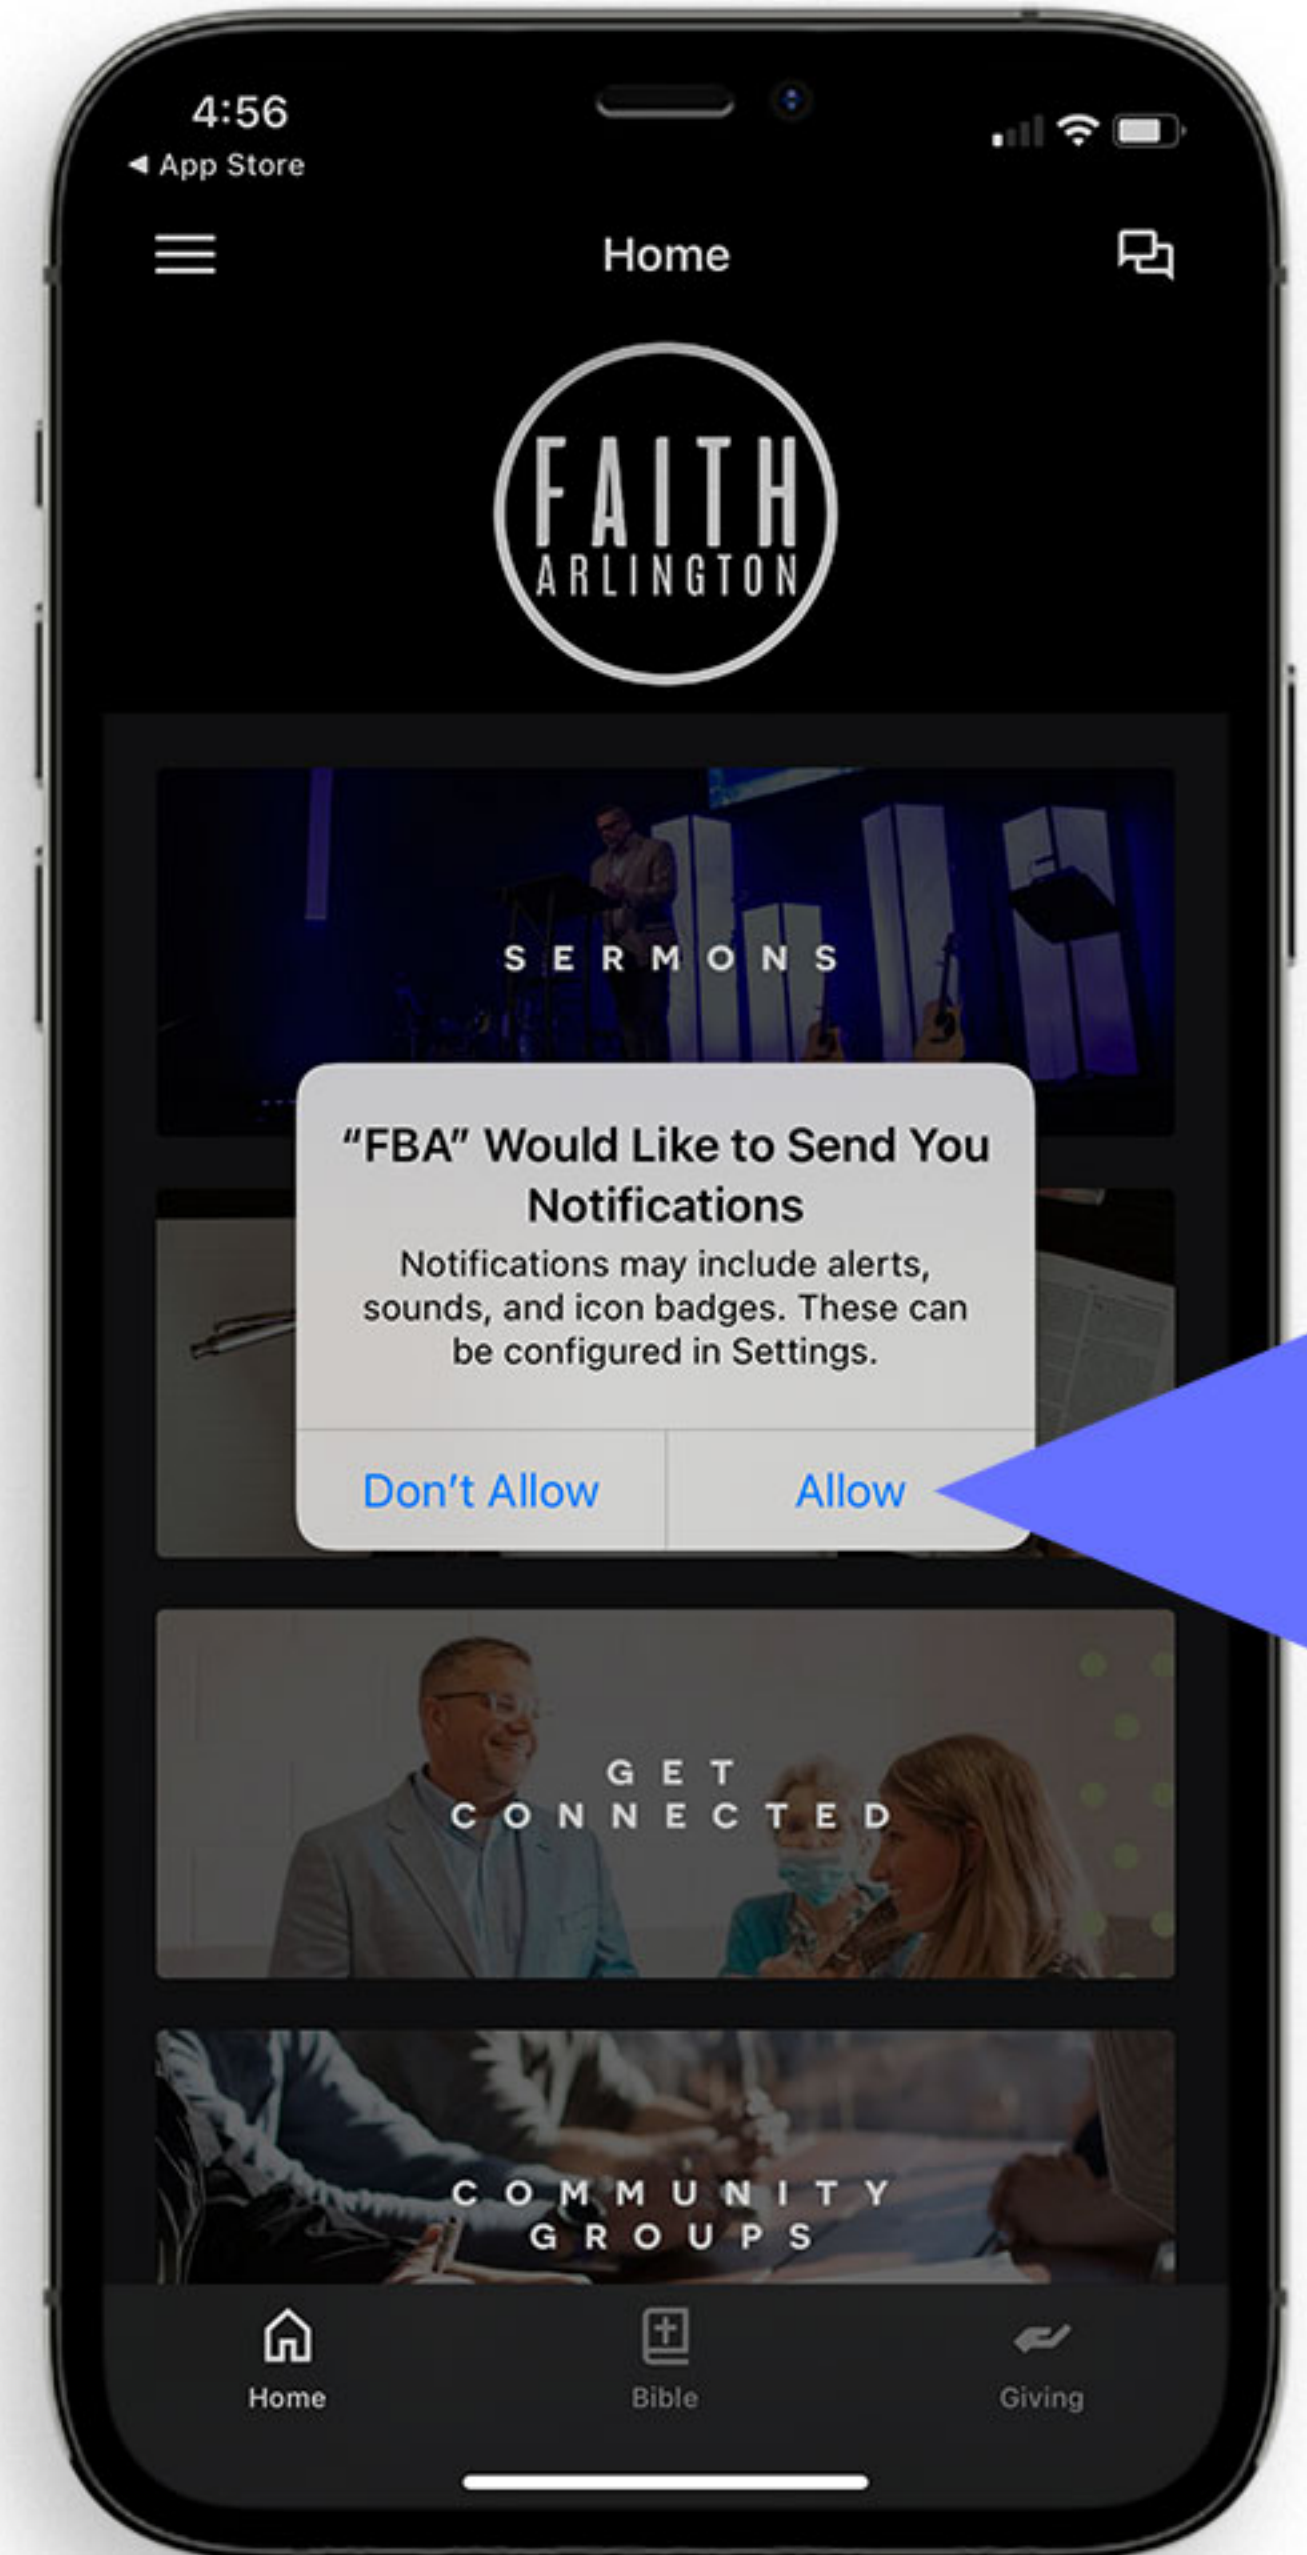 4:56
◀ App Store
Home
FAITH
ARLINGTON
SERMONS
“FBA” Would Like to Send You
Notifications
Notifications may include alerts,
sounds, and icon badges. These can
be configured in Settings.
Don’t Allow
Allow
GET
CONNECTED
COMMUNITY
GROUPS
Home
Bible
Giving